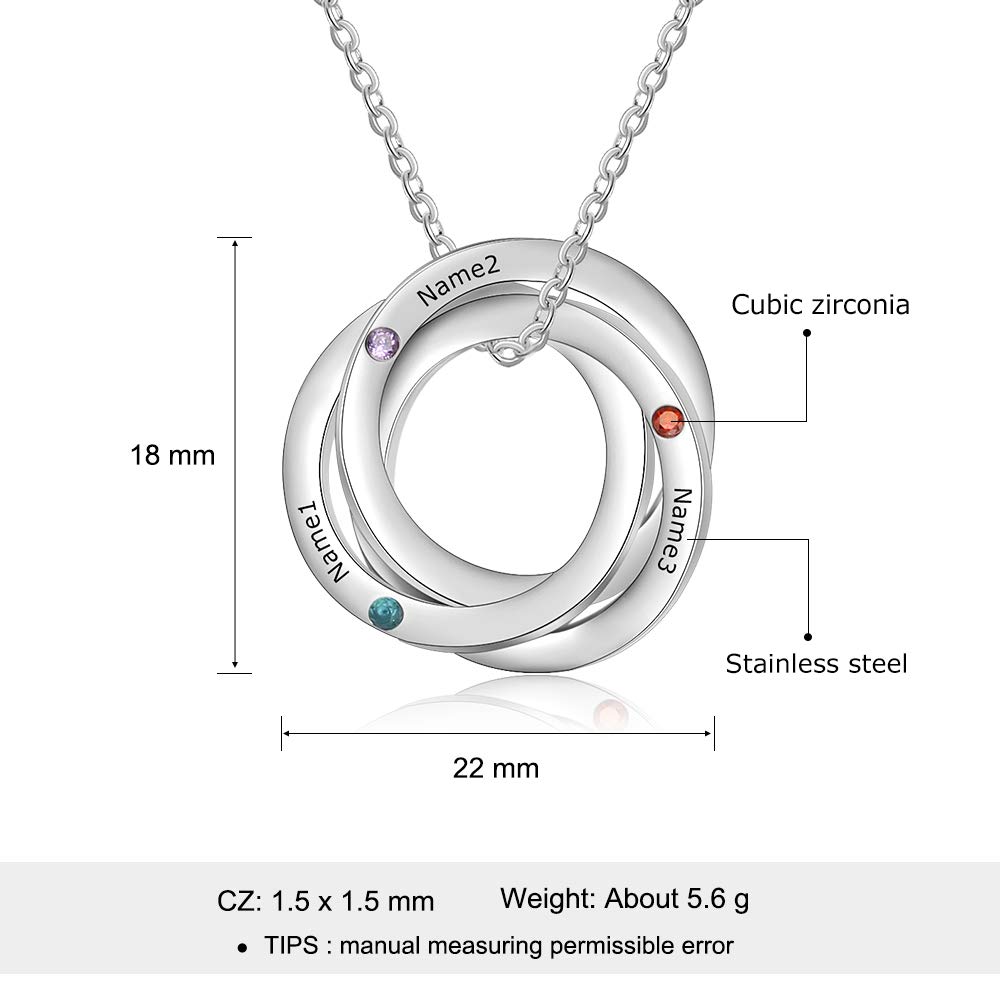 Name2
Cubic zirconia
18 mm
Name1
Name3
Stainless steel
22 mm
CZ: 1.5 x 1.5 mm
Weight: About 5.6 g
• TIPS : manual measuring permissible error